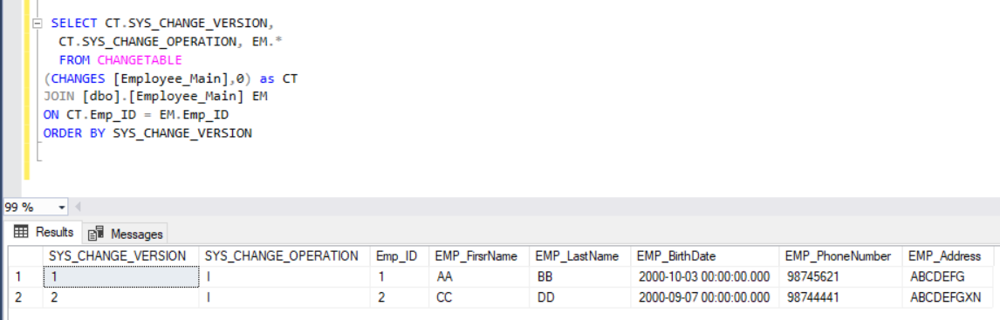 SELECT CT.SYS_CHANGE_VERSION,
CT.SYS_CHANGE_OPERATION, EM.*
FROM CHANGETABLE
(CHANGES [Employee_Main],0) as CT
JOIN [dbo].[Employee_Main] EM
ON CT.Emp_ID = EM.Emp_ID
ORDER BY SYS_CHANGE_VERSION
99 %
Results Messages
SYS_CHANGE_VERSION SYS_CHANGE_OPERATION Emp_ID EMP_FirsrName EMP_LastName EMP_BirthDate EMP_PhoneNumber EMP_Address
1 1 I 1 AA BB 2000-10-03 00:00:00.000 98745621 ABCDEFG
2 2 I 2 CC DD 2000-09-07 00:00:00.000 98744441 ABCDEFGXN